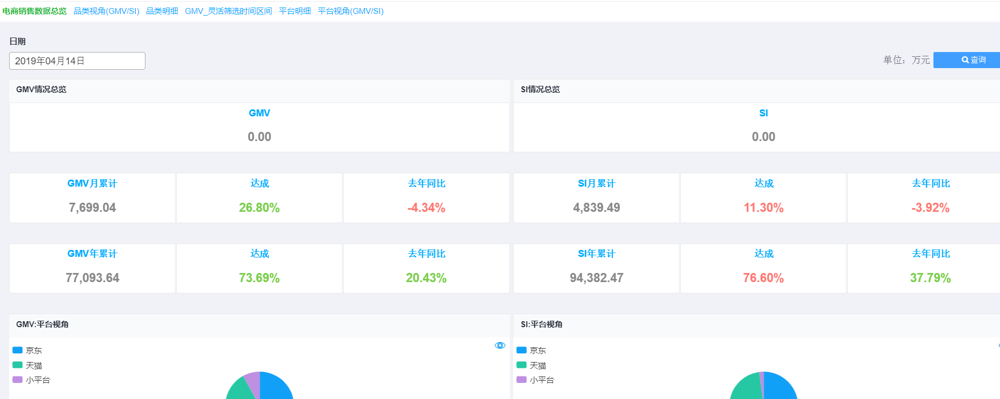 电商销售数据总览 品类视角(GMV/SI) 品类明细 GMV_灵活筛选时间区间 平台明细 平台视角(GMV/SI)
日期
2019年04月14日
单位：万元 查询
GMV情况总览
GMV
0.00
SI情况总览
SI
0.00
GMV月累计 达成 去年同比
7,699.04 26.80% -4.34%
SI月累计 达成 去年同比
4,839.49 11.30% -3.92%
GMV年累计 达成 去年同比
77,093.64 73.69% 20.43%
SI年累计 达成 去年同比
94,382.47 76.60% 37.79%
GMV:平台视角
京东
天猫
小平台
SI:平台视角
京东
天猫
小平台